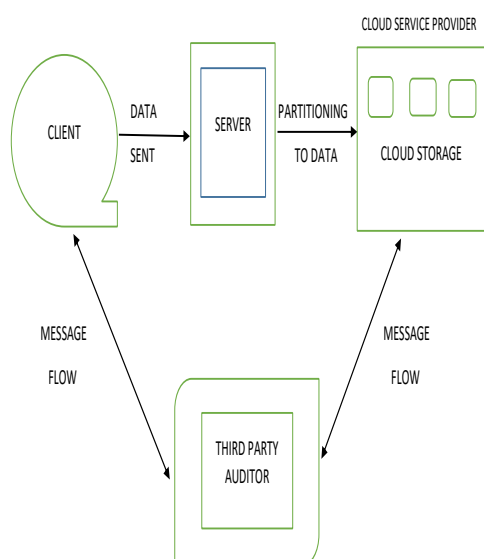 CLOUD SERVICE PROVIDER
CLIENT
DATA
SENT
SERVER
PARTITIONING
TO DATA
CLOUD STORAGE
MESSAGE
FLOW
MESSAGE
FLOW
THIRD PARTY
AUDITOR